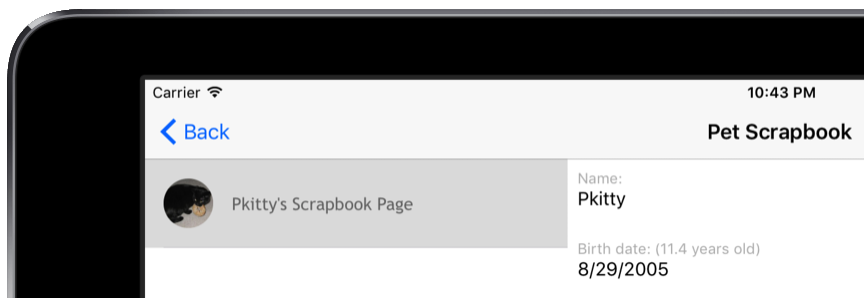 Carrier 10:43 PM
Back Pet Scrapbook
Pkitty's Scrapbook Page
Name:
Pkitty
Birth date: (11.4 years old)
8/29/2005